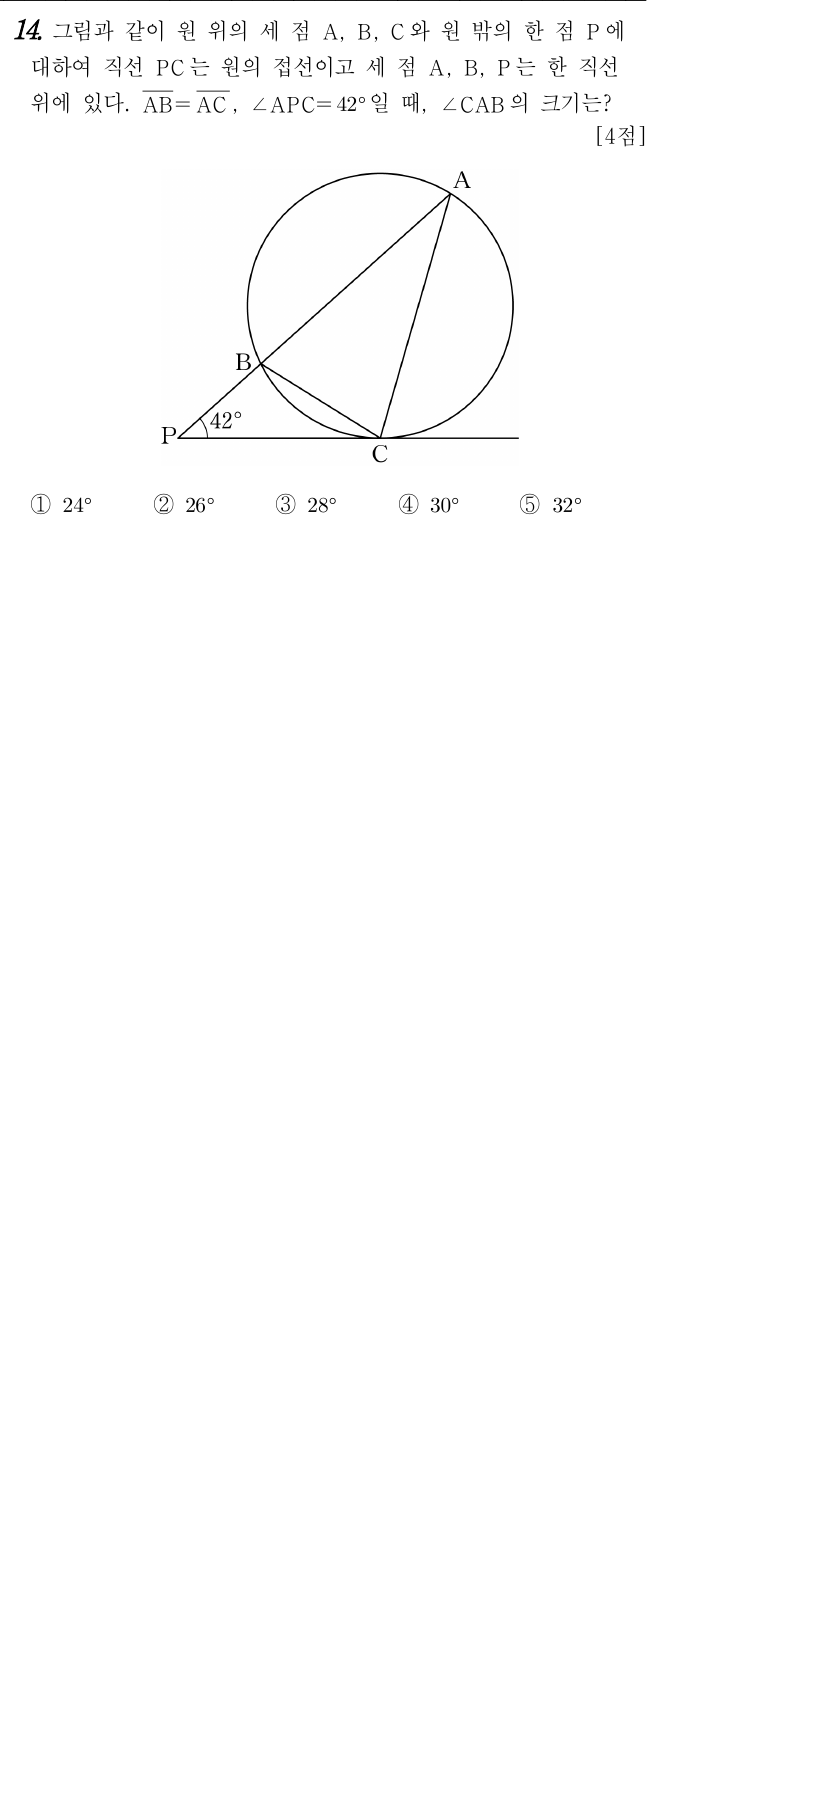 14. 그림과 같이 원 위의 세 점 A, B, C와 원 밖의 한 점 P에
대하여 직선 PC는 원의 접선이고 세 점 A, B, P는 한 직선
위에 있다. \overline{AB}=\overline{AC}, ∠APC=42°일 때, ∠CAB의 크기는?
[4점]
A
B
42°
P
C
① 24° ② 26° ③ 28° ④ 30° ⑤ 32°